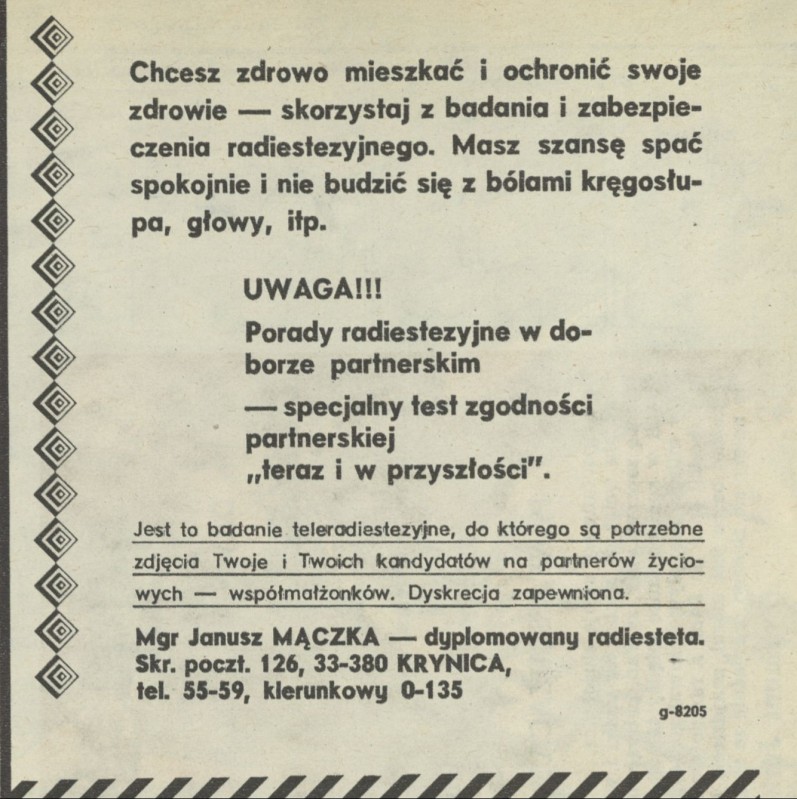 Chcesz zdrowo mieszkać i ochronić swoje
zdrowie — skorzystaj z badania i zabezpie-
czenia radiestezyjnego. Masz szansę spać
spokojnie i nie budzić się z bólami kręgosłu-
pa, głowy, itp.
UWAGA!!!
Porady radiestezyjne w do-
borze partnerskim
— specjalny test zgodności
partnerskiej
„teraz i w przyszłości”.
Jest to badanie teleradiestezyjne, do którego są potrzebne
zdjęcia Twoje i Twoich kandydatów na partnerów życio-
wych — współmałżonków. Dyskrecja zapewniona.
Mgr Janusz MĄCZKA — dyplomowany radiesteta.
Skr. poczt. 126, 33-380 KRYNICA,
tel. 55-59, kierunkowy 0-135
g-8205